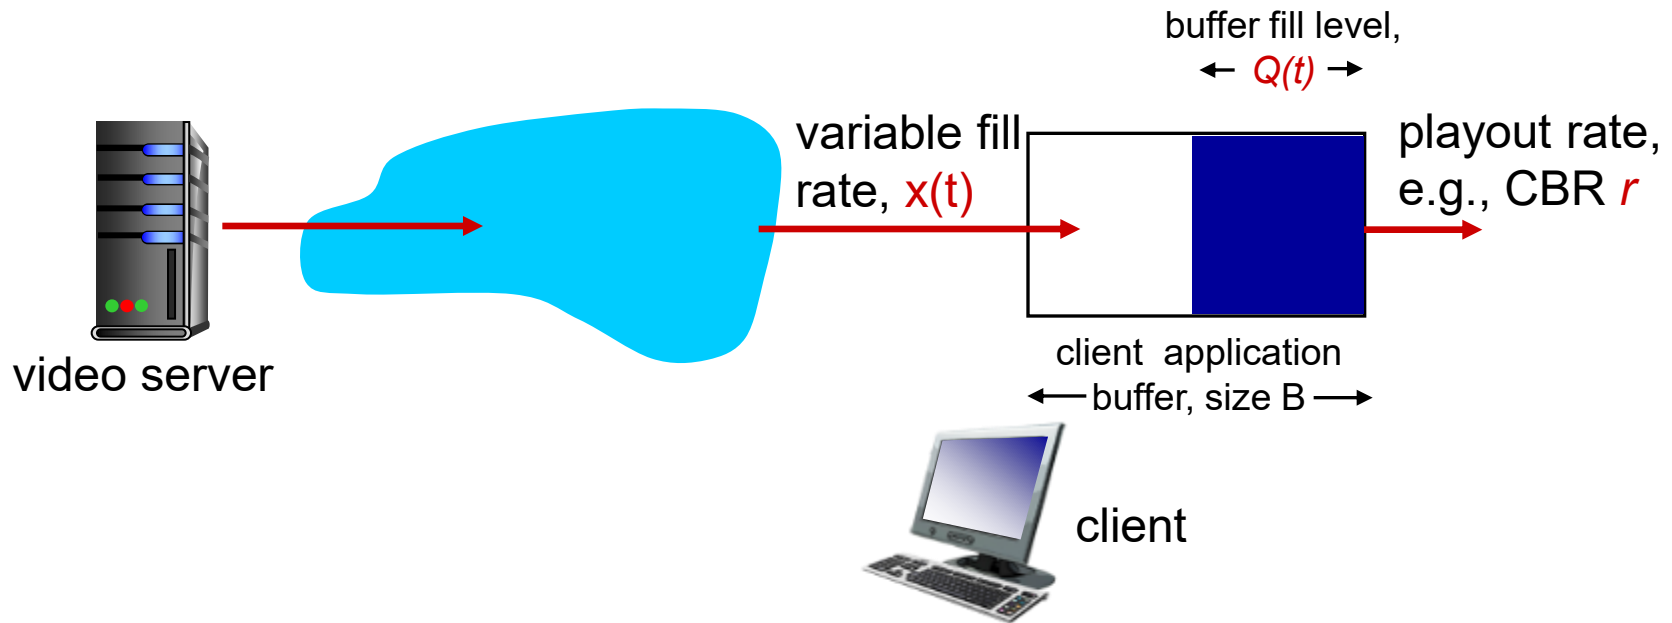 buffer fill level,
Q(t)
variable fill
rate, x(t)
playout rate,
e.g., CBR r
client application
buffer, size B
video server
client